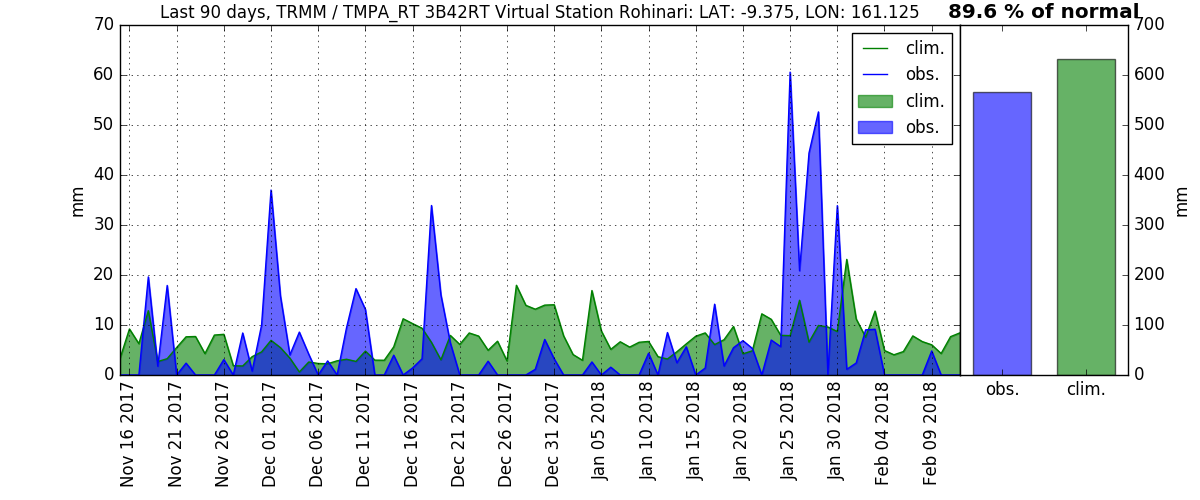 Last 90 days, TRMM / TMPA_RT 3B42RT Virtual Station Rohinari: LAT: -9.375, LON: 161.125
89.6 % of normal
70
60
50
40
30
20
10
0
mm
clim.
obs.
clim.
obs.
700
600
500
400
300
200
100
0
mm
obs.
clim.
Nov 16 2017
Nov 21 2017
Nov 26 2017
Dec 01 2017
Dec 06 2017
Dec 11 2017
Dec 16 2017
Dec 21 2017
Dec 26 2017
Dec 31 2017
Jan 05 2018
Jan 10 2018
Jan 15 2018
Jan 20 2018
Jan 25 2018
Jan 30 2018
Feb 04 2018
Feb 09 2018